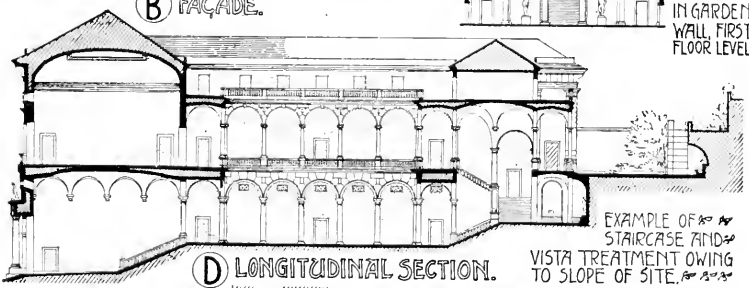 B FAÇADE.
IN GARDEN
WALL, FIRST
FLOOR LEVEL
EXAMPLE OF
STAIRCASE AND
VISTA TREATMENT OWING
TO SLOPE OF SITE.
D LONGITUDINAL SECTION.